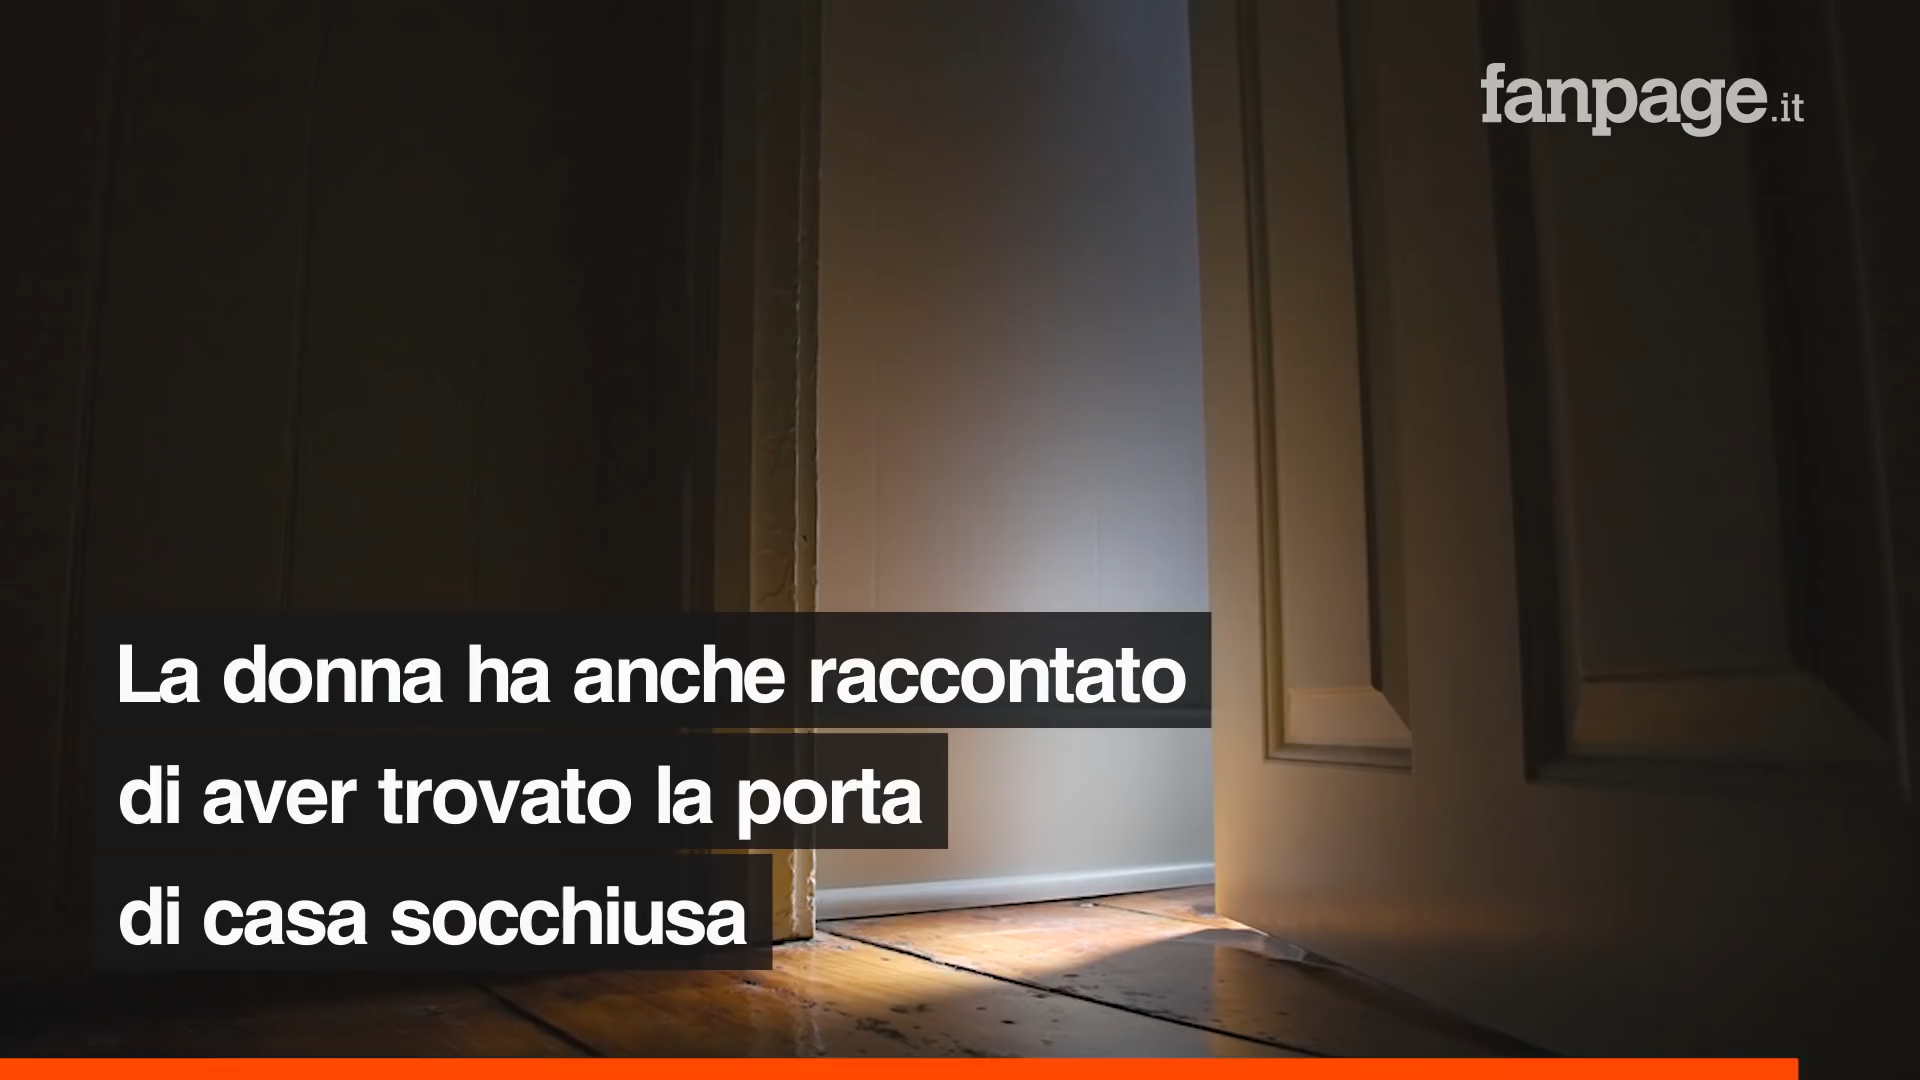 fanpage.it
La donna ha anche raccontato
di aver trovato la porta
di casa socchiusa